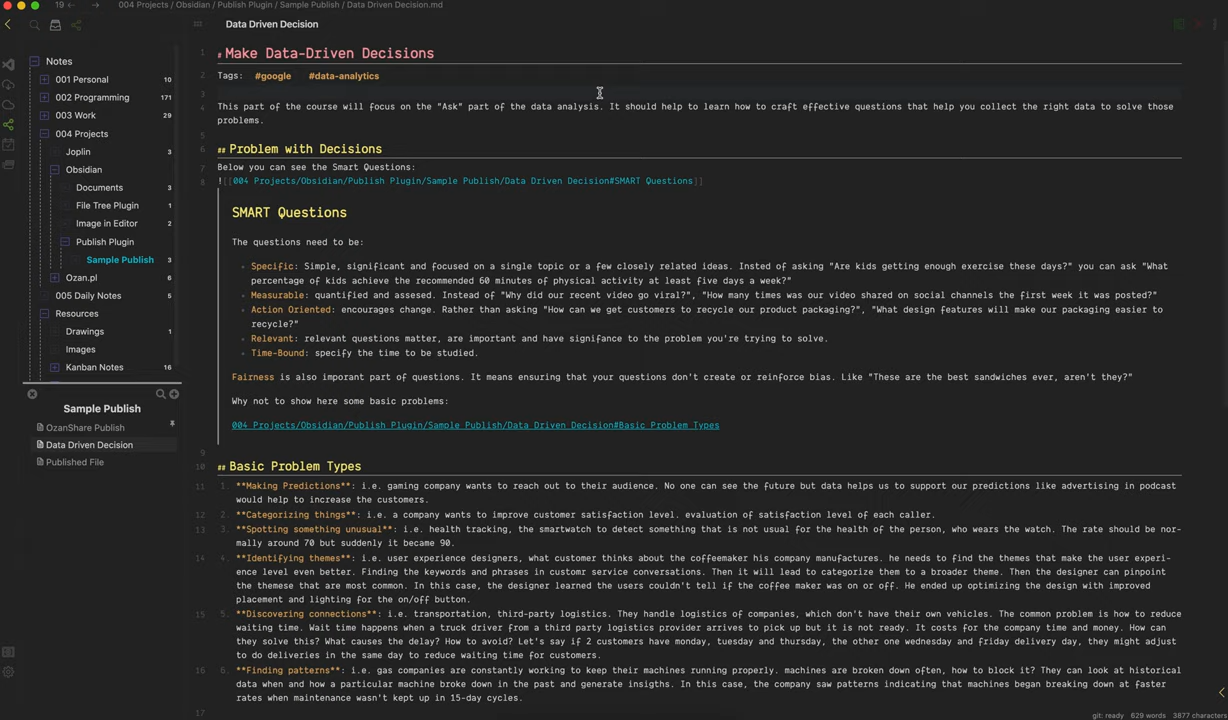 19
004 Projects / Obsidian / Publish Plugin / Sample Publish / Data Driven Decision.md
Notes
001 Personal 10
002 Programming 171
003 Work 29
004 Projects
Joplin 3
Obsidian
Documents 3
File Tree Plugin
Image in Editor 2
Publish Plugin
Sample Publish 3
Ozan.pl 6
005 Daily Notes 5
Resources
Drawings 1
Images
Kanban Notes 16
Sample Publish
OzanShare Publish
Data Driven Decision
Published File
Data Driven Decision
1 # Make Data-Driven Decisions
2 Tags: #google #data-analytics
3
4 This part of the course will focus on the "Ask" part of the data analysis. It should help to learn how to craft effective questions that help you collect the right data to solve those
problems.
5
6 ## Problem with Decisions
7 Below you can see the Smart Questions:
8 ![[004 Projects/Obsidian/Publish Plugin/Sample Publish/Data Driven Decision#SMART Questions]]
SMART Questions
The questions need to be:
Specific: Simple, significant and focused on a single topic or a few closely related ideas. Insted of asking "Are kids getting enough exercise these days?" you can ask "What
percentage of kids achieve the recommended 60 minutes of physical activity at least five days a week?"
Measurable: quantified and assesed. Instead of "Why did our recent video go viral?", "How many times was our video shared on social channels the first week it was posted?"
Action Oriented: encourages change. Rather than asking "How can we get customers to recycle our product packaging?", "What design features will make our packaging easier to
recycle?"
Relevant: relevant questions matter, are important and have signifance to the problem you're trying to solve.
Time-Bound: specify the time to be studied.
Fairness is also imporant part of questions. It means ensuring that your questions don't create or reinforce bias. Like "These are the best sandwiches ever, aren't they?"
Why not to show here some basic problems:
004 Projects/Obsidian/Publish Plugin/Sample Publish/Data Driven Decision#Basic Problem Types
9
10 ## Basic Problem Types
11 1. **Making Predictions**: i.e. gaming company wants to reach out to their audience. No one can see the future but data helps us to support our predictions like advertising in podcast
would help to increase the customers.
12 2. **Categorizing things**: i.e. a company wants to improve customer satisfaction level. evaluation of satisfaction level of each caller.
13 3. **Spotting something unusual**: i.e. health tracking, the smartwatch to detect something that is not usual for the health of the person, who wears the watch. The rate should be nor-
mally around 70 but suddenly it became 90.
14 4. **Identifying themes**: i.e. user experience designers, what customer thinks about the coffeemaker his company manufactures. he needs to find the themes that make the user experi-
ence level even better. Finding the keywords and phrases in customr service conversations. Then it will lead to categorize them to a broader theme. Then the designer can pinpoint
the themese that are most common. In this case, the designer learned the users couldn't tell if the coffee maker was on or off. He ended up optimizing the design with improved
placement and lighting for the on/off button.
15 5. **Discovering connections**: i.e. transportation, third-party logistics. They handle logistics of companies, which don't have their own vehicles. The common problem is how to reduce
waiting time. Wait time happens when a truck driver from a third party logistics provider arrives to pick up but it is not ready. It costs for the company time and money. How can
they solve this? What causes the delay? How to avoid? Let's say if 2 customers have monday, tuesday and thursday, the other one wednesday and friday delivery day, they might adjust
to do deliveries in the same day to reduce waiting time for customers.
16 6. **Finding patterns**: i.e. gas companies are constantly working to keep their machines running properly. machines are broken down often, how to block it? They can look at historical
data when and how a particular machine broke down in the past and generate insigths. In this case, the company saw patterns indicating that machines began breaking down at faster
rates when maintenance wasn't kept up in 15-day cycles.
17
git: ready 629 words 3877 characters